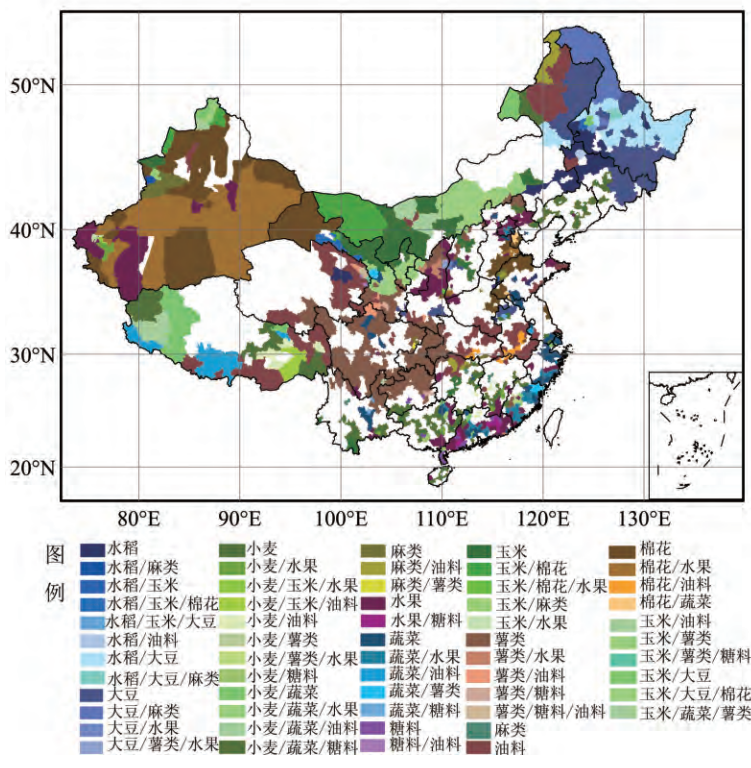 50°N
40°N
30°N
20°N
80°E 90°E 100°E 110°E 120°E 130°E
图例
水稻 小麦 麻类 玉米 棉花
水稻/麻类 小麦/水果 麻类/油料 玉米/棉花 棉花/水果
水稻/玉米 小麦/玉米/水果 麻类/薯类 玉米/棉花/水果 棉花/油料
水稻/玉米/棉花 小麦/玉米/油料 水果 玉米/麻类 棉花/蔬菜
水稻/玉米/大豆 小麦/油料 水果/糖料 玉米/水果 玉米/油料
水稻/油料 小麦/薯类 蔬菜 薯类 玉米/薯类
水稻/大豆 小麦/薯类/水果 蔬菜/水果 薯类/水果 玉米/薯类/糖料
水稻/大豆/麻类 小麦/糖料 蔬菜/油料 薯类/油料 玉米/大豆
大豆 小麦/蔬菜 蔬菜/薯类 薯类/糖料 玉米/大豆/棉花
大豆/麻类 小麦/蔬菜/水果 蔬菜/糖料 薯类/糖料/油料 玉米/蔬菜/薯类
大豆/水果 小麦/蔬菜/油料 糖料 麻类
大豆/薯类/水果 小麦/蔬菜/糖料 糖料/油料 油料